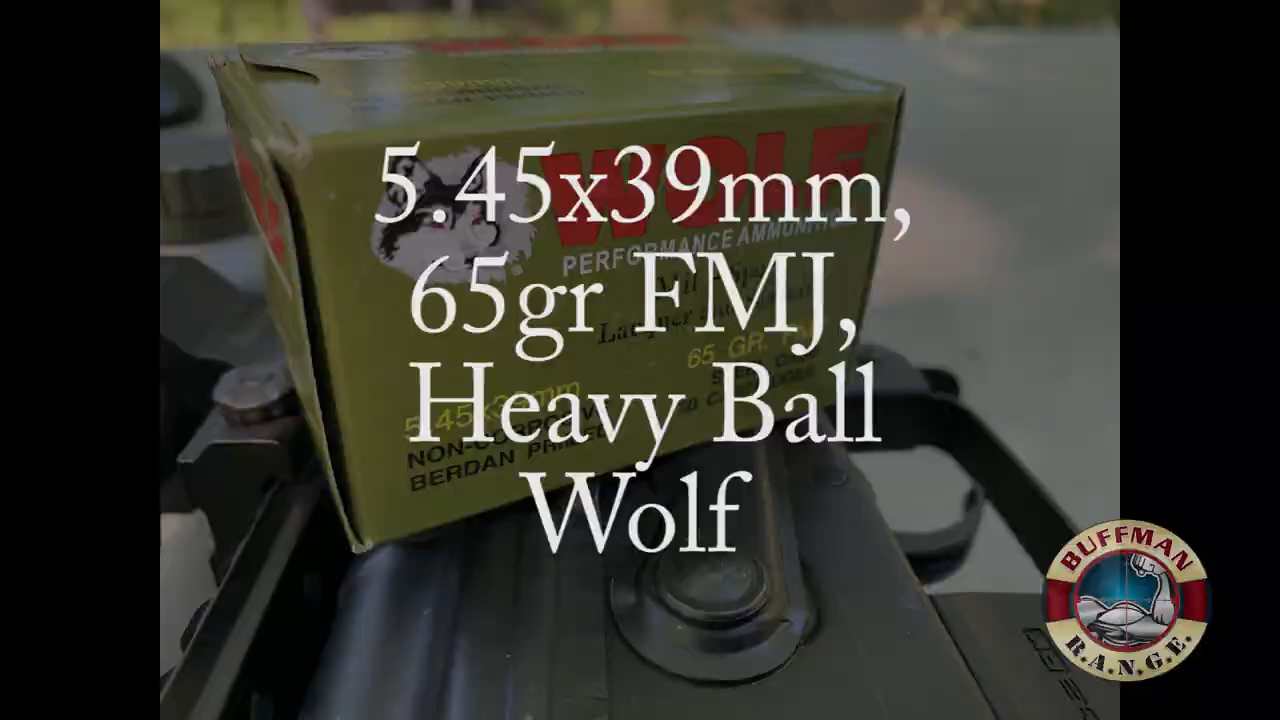 5.45x39mm,
65gr FMJ,
Heavy Ball
Wolf
WOLF
PERFORMANCE AMMUNITION
65 GR.
5.45x39mm
NON-CORROSIVE
BERDAN PRIMED
BUFFMAN
R.A.N.G.E.